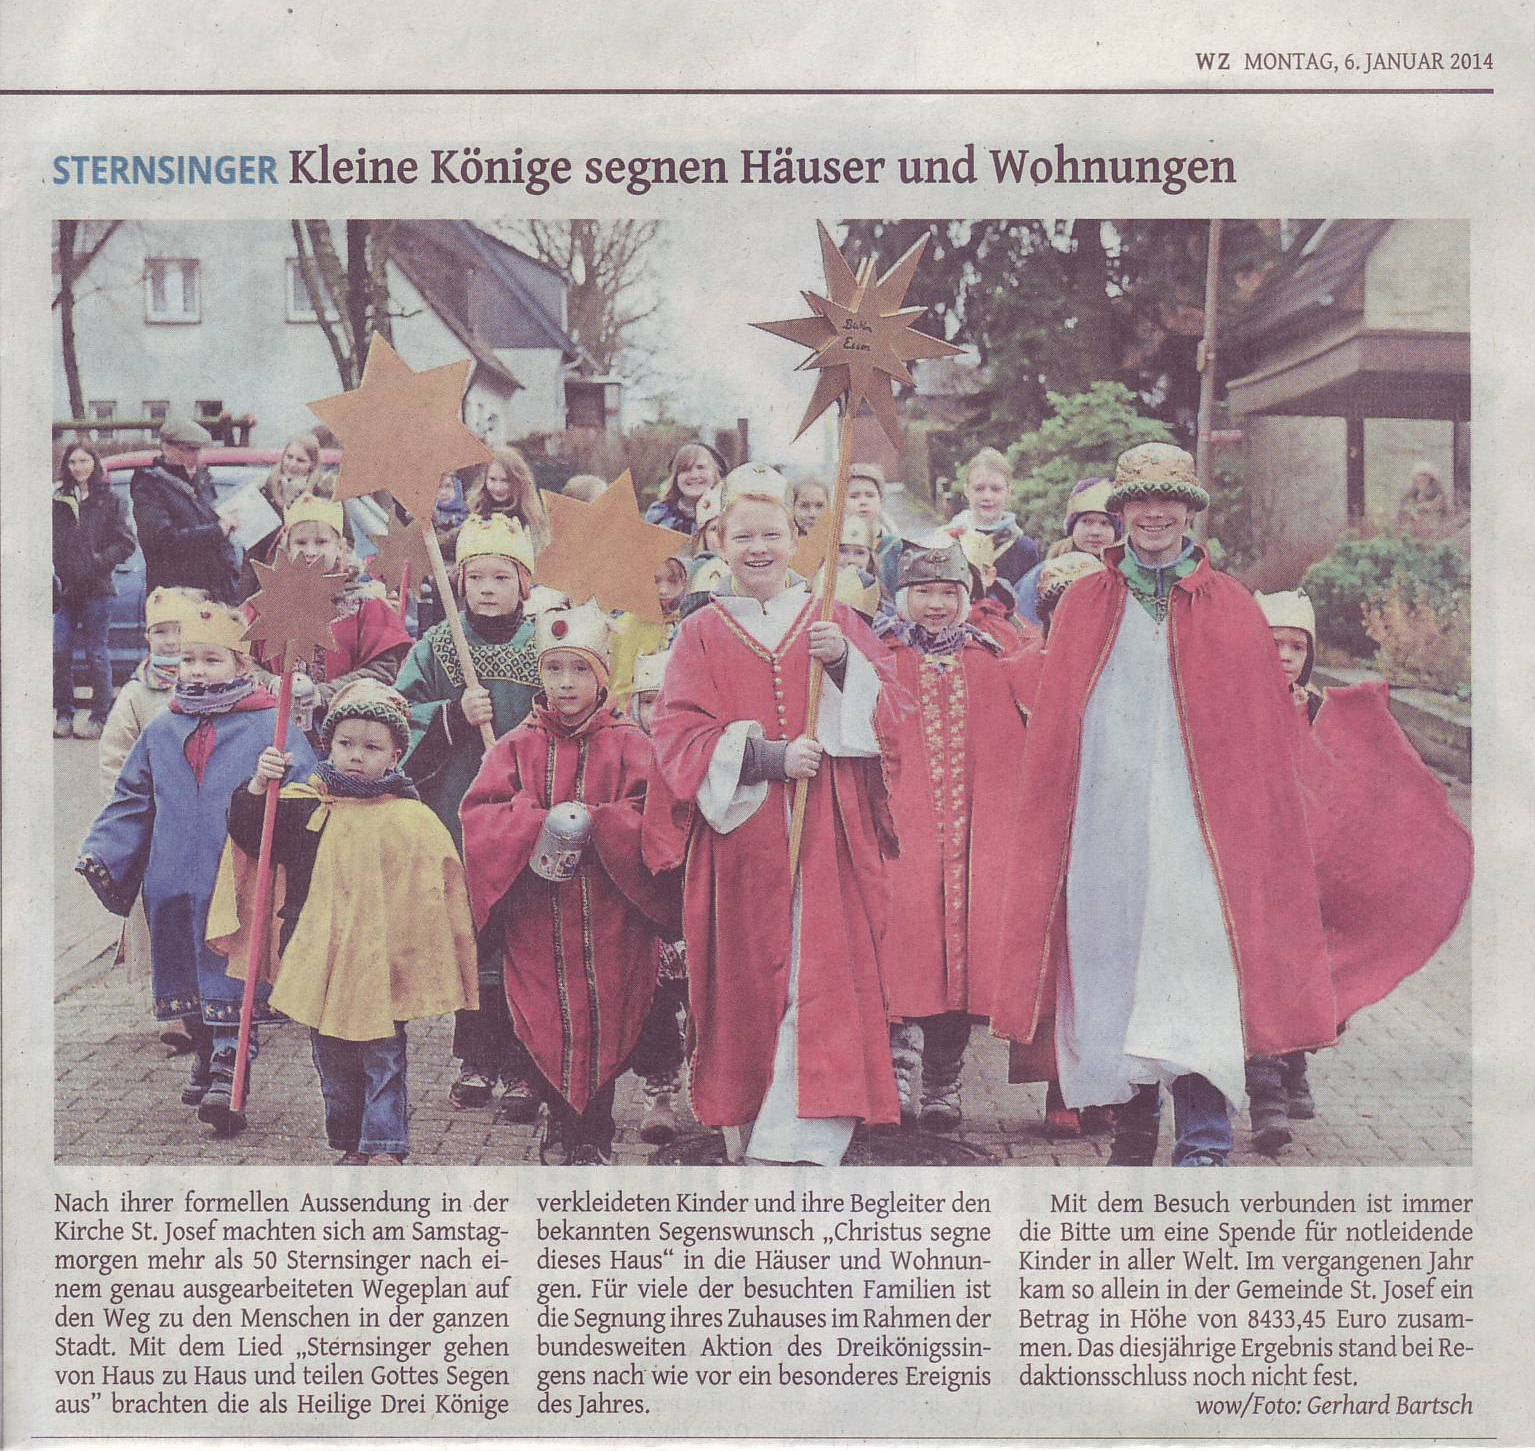 WZ MONTAG, 6. JANUAR 2014
STERNSINGER Kleine Könige segnen Häuser und Wohnungen
Essen
Nach ihrer formellen Aussendung in der
Kirche St. Josef machten sich am Samstag-
morgen mehr als 50 Sternsinger nach ei-
nem genau ausgearbeiteten Wegeplan auf
den Weg zu den Menschen in der ganzen
Stadt. Mit dem Lied „Sternsinger gehen
von Haus zu Haus und teilen Gottes Segen
aus” brachten die als Heilige Drei Könige
verkleideten Kinder und ihre Begleiter den
bekannten Segenswunsch „Christus segne
dieses Haus“ in die Häuser und Wohnun-
gen. Für viele der besuchten Familien ist
die Segnung ihres Zuhauses im Rahmen der
bundesweiten Aktion des Dreikönigssin-
gens nach wie vor ein besonderes Ereignis
des Jahres.
Mit dem Besuch verbunden ist immer
die Bitte um eine Spende für notleidende
Kinder in aller Welt. Im vergangenen Jahr
kam so allein in der Gemeinde St. Josef ein
Betrag in Höhe von 8433,45 Euro zusam-
men. Das diesjährige Ergebnis stand bei Re-
daktionsschluss noch nicht fest.
wow/Foto: Gerhard Bartsch